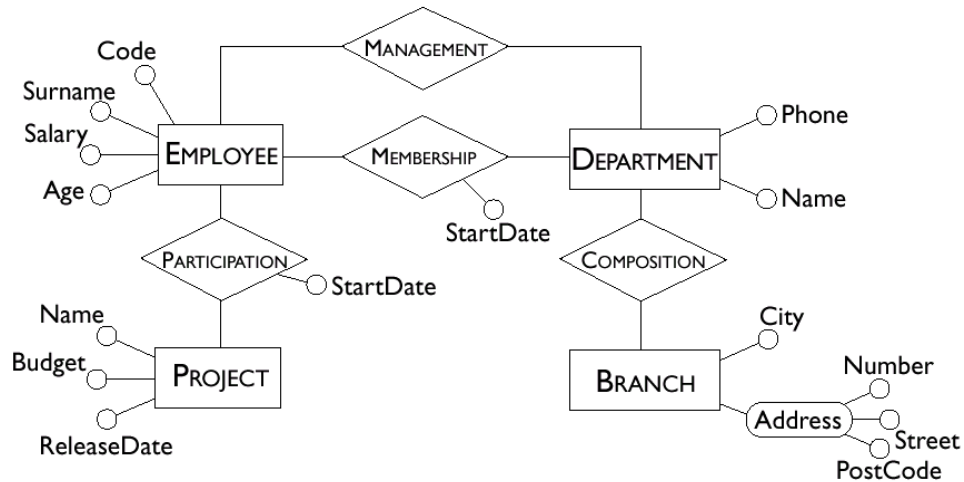 MANAGEMENT
Code
Surname
Salary
Age
EMPLOYEE
MEMBERSHIP
StartDate
DEPARTMENT
Phone
Name
PARTICIPATION
StartDate
COMPOSITION
Name
Budget
ReleaseDate
PROJECT
BRANCH
City
Address
Number
Street
PostCode